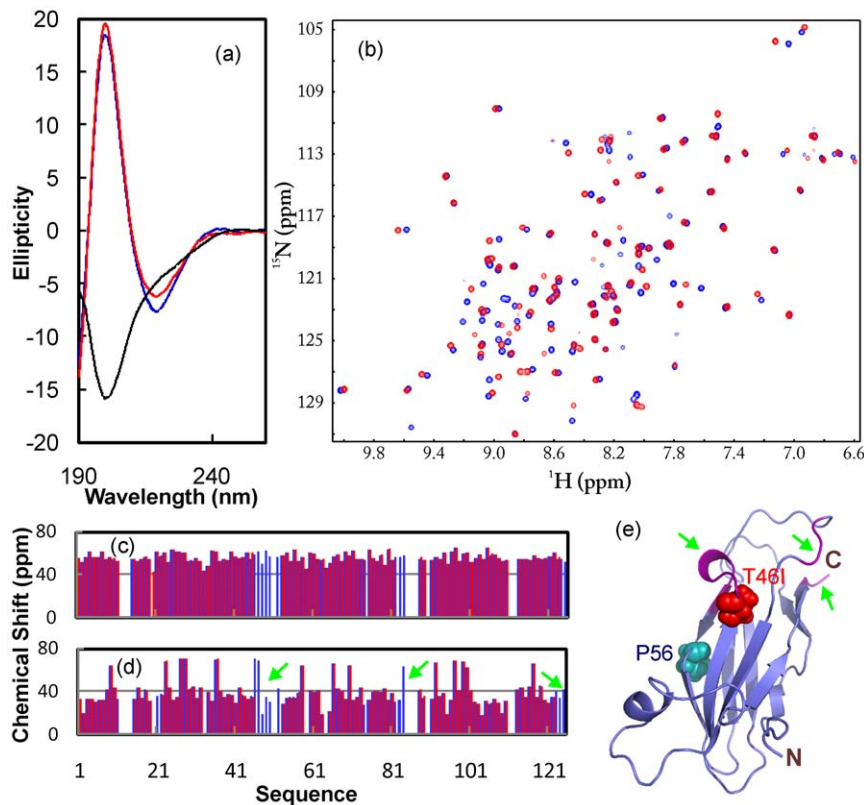 (a)
20
15
10
5
0
-5
-10
-15
-20
Ellipticity
190
240
Wavelength (nm)
(b)
105
109
113
117
121
125
129
¹⁵N (ppm)
9.8 9.4 9.0 8.6 8.2 7.8 7.4 7.0 6.6
¹H (ppm)
(c)
80
40
0
(d)
80
40
0
Chemical Shift (ppm)
1 21 41 61 81 101 121
Sequence
(e)
C
T46I
P56
N